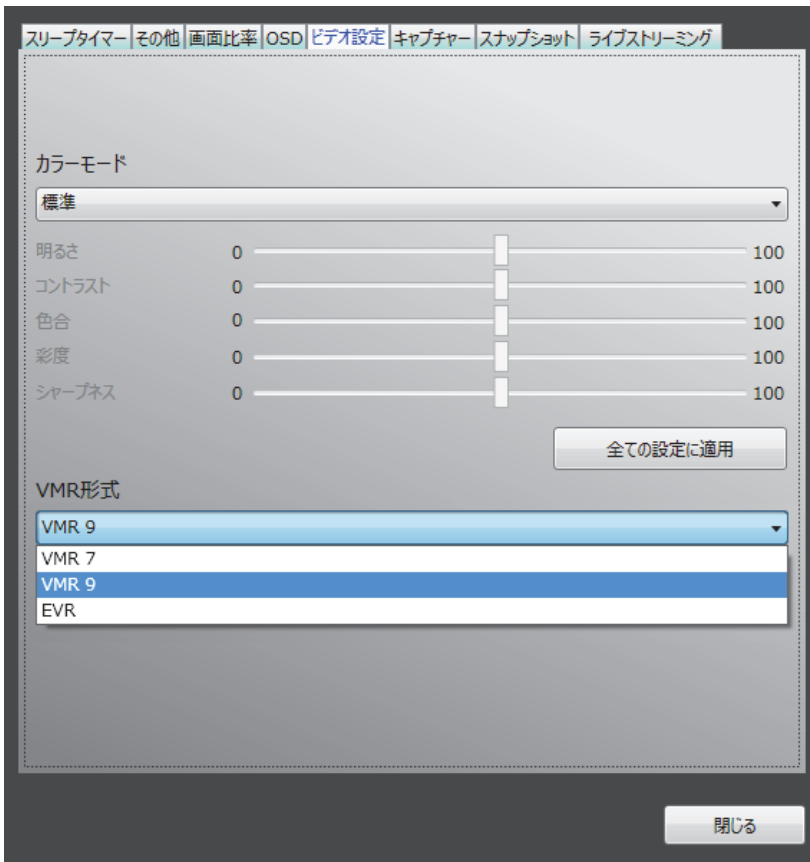 スリープタイマー その他 画面比率 OSD ビデオ設定 キャプチャー スナップショット ライブストリーミング
カラーモード
標準
明るさ 0 100
コントラスト 0 100
色合 0 100
彩度 0 100
シャープネス 0 100
全ての設定に適用
VMR形式
VMR 9
VMR 7
VMR 9
EVR
閉じる